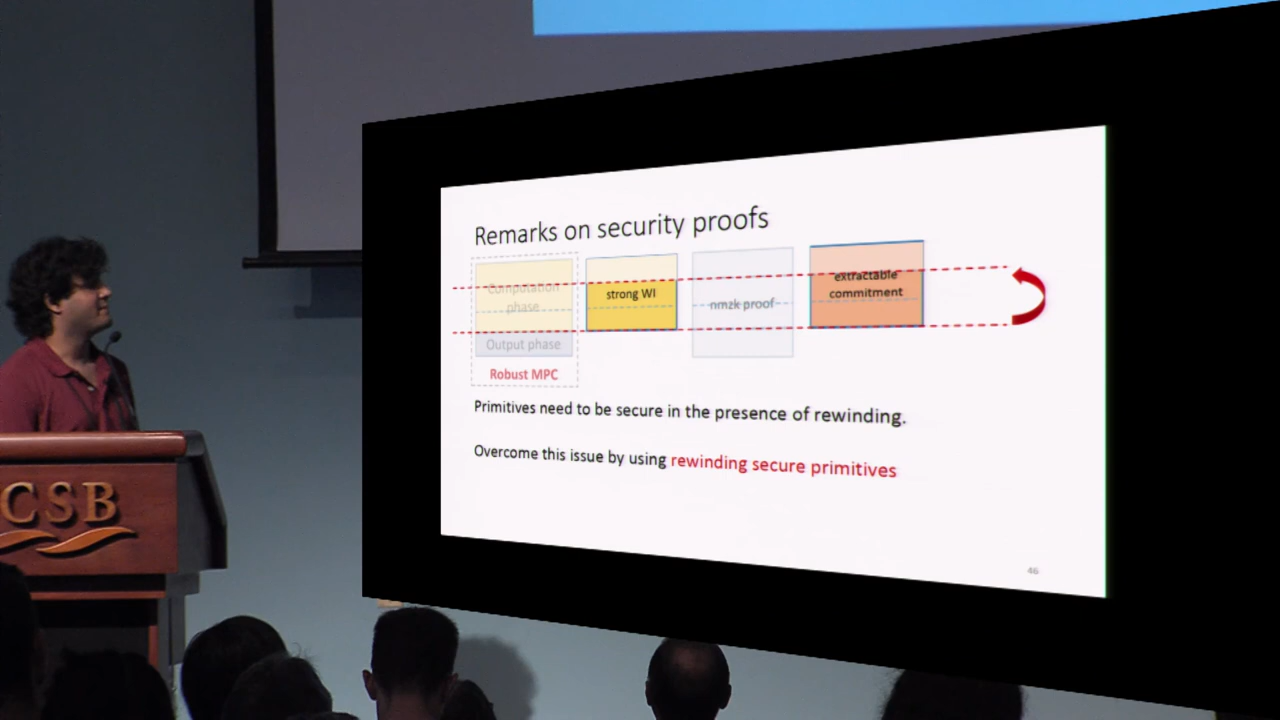 Remarks on security proofs
Computation
phase
Output phase
Robust MPC
strong WI
nmzk proof
extractable
commitment
Primitives need to be secure in the presence of rewinding.
Overcome this issue by using rewinding secure primitives
46
CSB